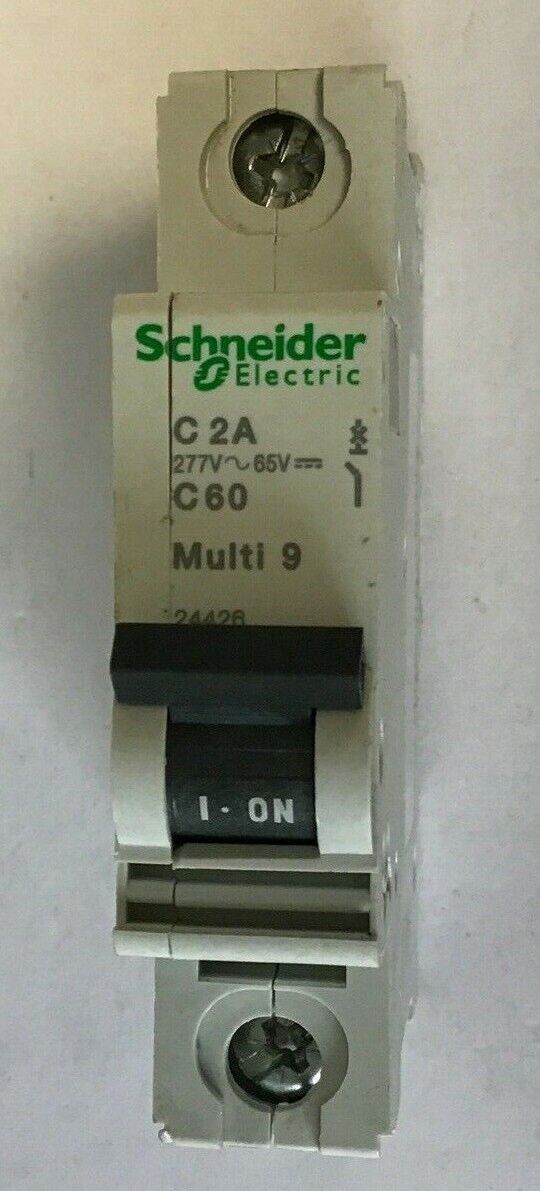 Schneider
Electric
C 2A
277V~ 65V⎓
C60
Multi 9
24426
I · ON